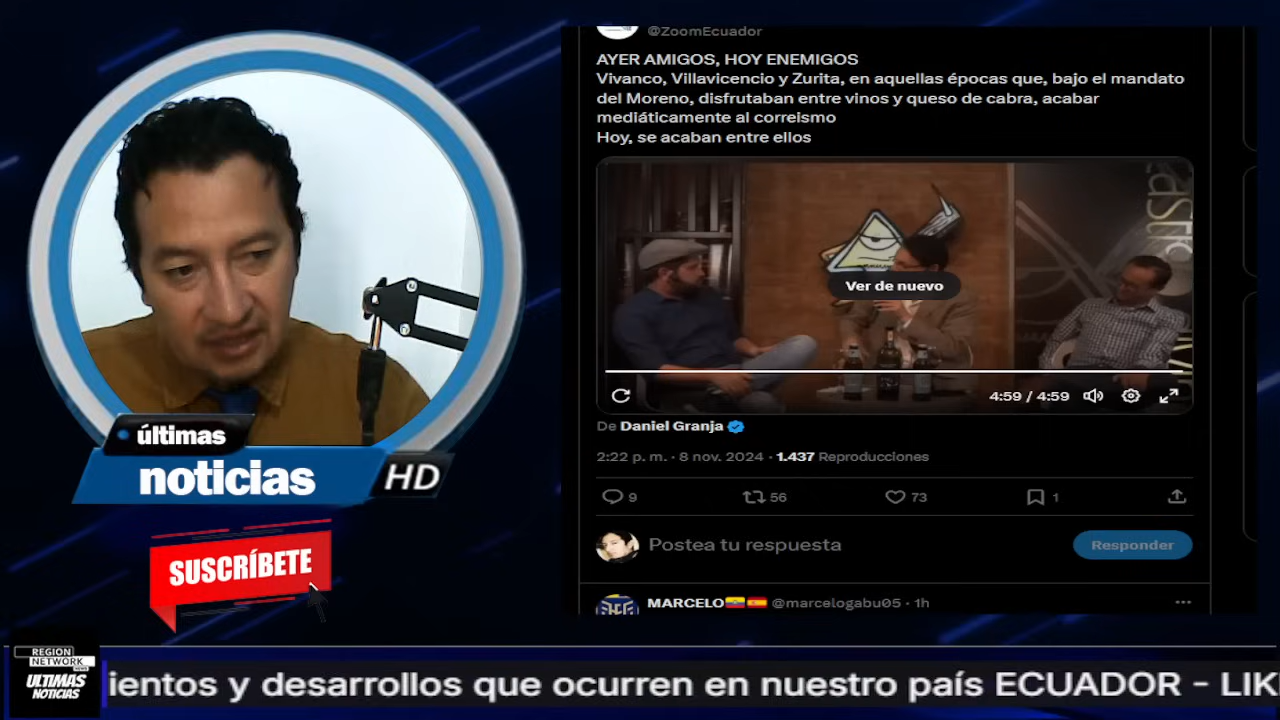 @ZoomEcuador
AYER AMIGOS, HOY ENEMIGOS
Vivanco, Villavicencio y Zurita, en aquellas épocas que, bajo el mandato
del Moreno, disfrutaban entre vinos y queso de cabra, acabar
mediáticamente al correismo
Hoy, se acaban entre ellos
Ver de nuevo
4:59 / 4:59
De Daniel Granja
2:22 p. m. · 8 nov. 2024 · 1.437 Reproducciones
9 56 73 1
Postea tu respuesta
Responder
MARCELO @marcelogabu05 · 1h
últimas
noticias HD
SUSCRÍBETE
REGION
NETWORK
ULTIMAS
NOTICIAS
ientos y desarrollos que ocurren en nuestro país ECUADOR - LIK